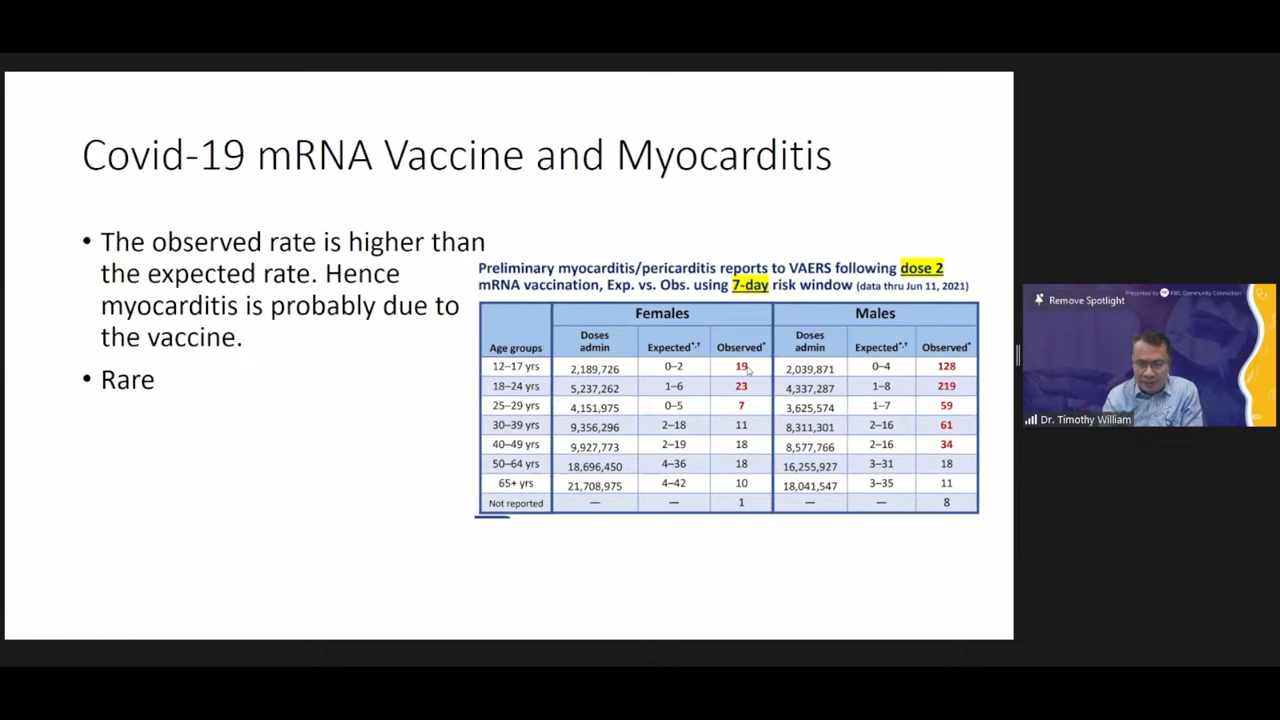 Covid-19 mRNA Vaccine and Myocarditis
• The observed rate is higher than
the expected rate. Hence
myocarditis is probably due to
the vaccine.
• Rare
Preliminary myocarditis/pericarditis reports to VAERS following dose 2
mRNA vaccination, Exp. vs. Obs. using 7-day risk window (data thru Jun 11, 2021)
Females Males
Age groups Doses admin Expected*,† Observed* Doses admin Expected*,† Observed*
12–17 yrs 2,189,726 0–2 19 2,039,871 0–4 128
18–24 yrs 5,237,262 1–6 23 4,337,287 1–8 219
25–29 yrs 4,151,975 0–5 7 3,625,574 1–7 59
30–39 yrs 9,356,296 2–18 11 8,311,301 2–16 61
40–49 yrs 9,927,773 2–19 18 8,577,766 2–16 34
50–64 yrs 18,696,450 4–36 18 16,255,927 3–31 18
65+ yrs 21,708,975 4–42 10 18,041,547 3–35 11
Not reported — — 1 — — 8
Remove Spotlight
Presented by FBC Community Connection
Dr. Timothy William